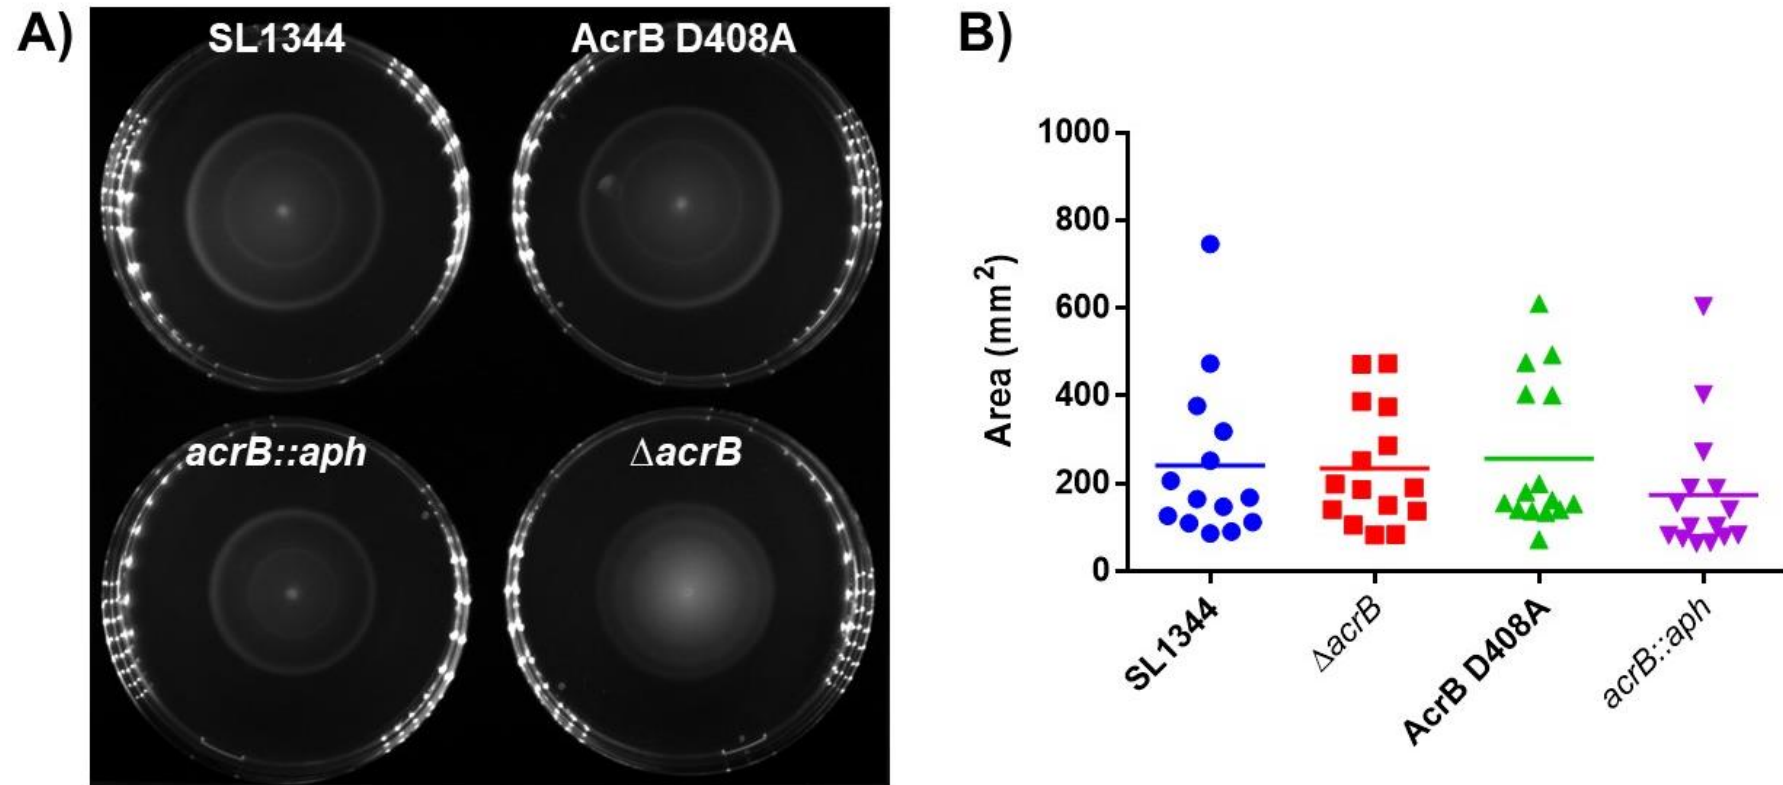 A)
SL1344
AcrB D408A
acrB::aph
ΔacrB
B)
Area (mm²)
1000
800
600
400
200
0
SL1344
ΔacrB
AcrB D408A
acrB::aph